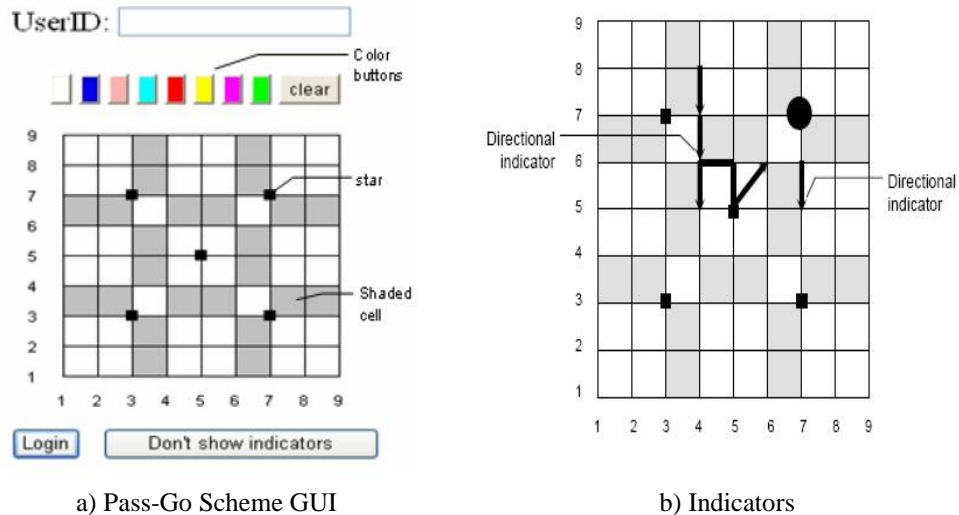 UserID:
Color
buttons
clear
9
8
7
6
5
4
3
2
1
star
Shaded
cell
1 2 3 4 5 6 7 8 9
Login
Don't show indicators
a) Pass-Go Scheme GUI
9
8
7
6
5
4
3
2
1
Directional
indicator
Directional
indicator
1 2 3 4 5 6 7 8 9
b) Indicators